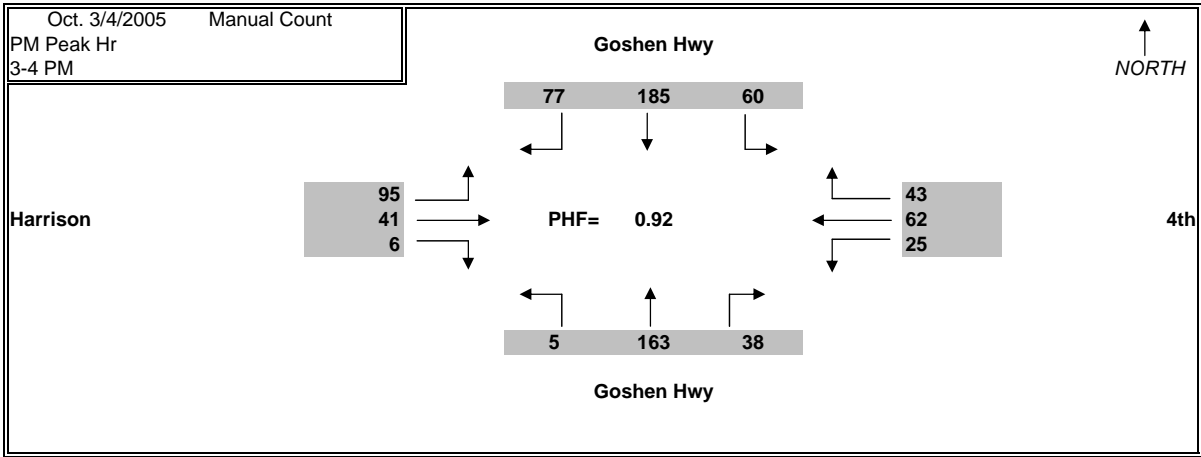 Oct. 3/4/2005 Manual Count
PM Peak Hr
3-4 PM
Goshen Hwy
NORTH
77 185 60
95
41
6
Harrison
PHF= 0.92
43
62
25
4th
5 163 38
Goshen Hwy